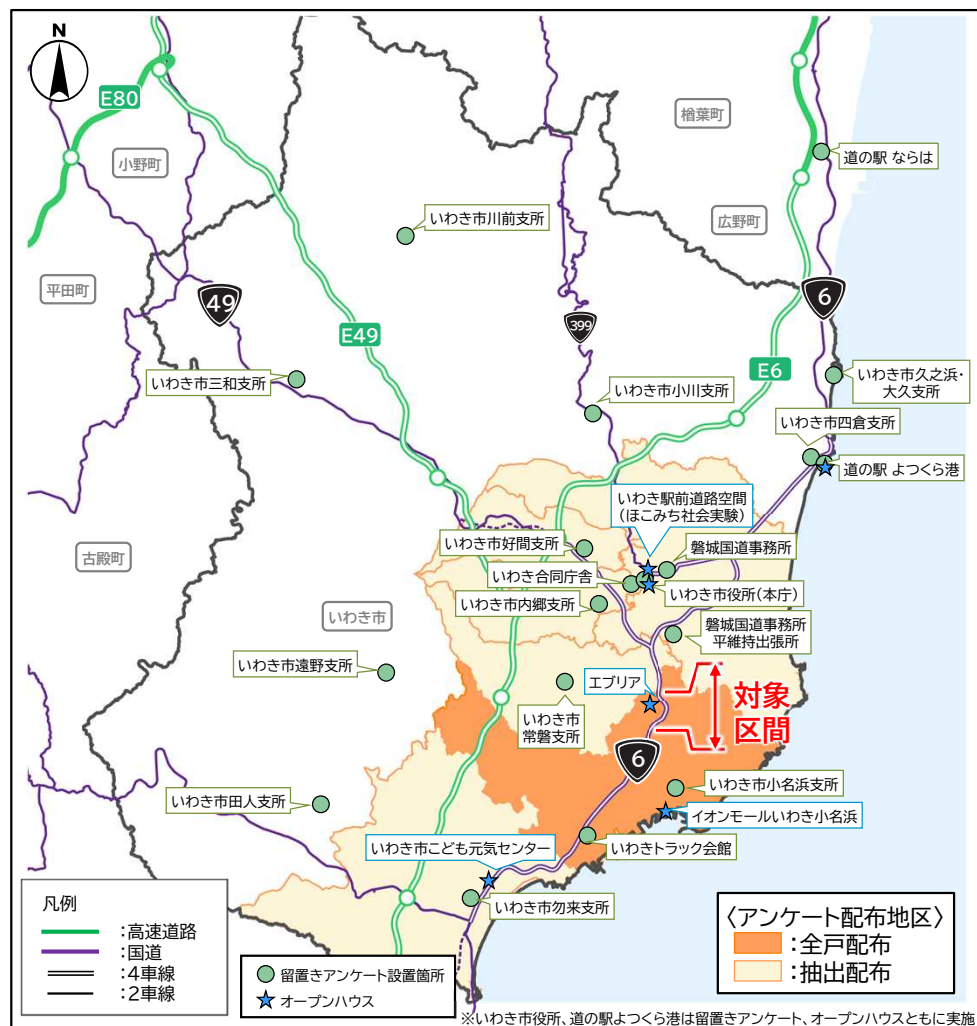 N
E80
小野町
楢葉町
道の駅 ならは
いわき市川前支所
広野町
平田町
49
6
399
E49
E6
いわき市三和支所
いわき市久之浜・
大久支所
いわき市小川支所
いわき市四倉支所
道の駅 よつくら港
いわき駅前道路空間
(ほこみち社会実験)
いわき市好間支所
磐城国道事務所
古殿町
いわき合同庁舎
いわき市役所(本庁)
いわき市内郷支所
いわき市
磐城国道事務所
平維持出張所
いわき市遠野支所
エブリア
対象
区間
いわき市
常磐支所
6
いわき市小名浜支所
いわき市田人支所
イオンモールいわき小名浜
いわきトラック会館
いわき市こども元気センター
いわき市勿来支所
凡例
:高速道路
:国道
:4車線
:2車線
留置きアンケート設置箇所
オープンハウス
〈アンケート配布地区〉
:全戸配布
:抽出配布
※いわき市役所、道の駅よつくら港は留置きアンケート、オープンハウスともに実施